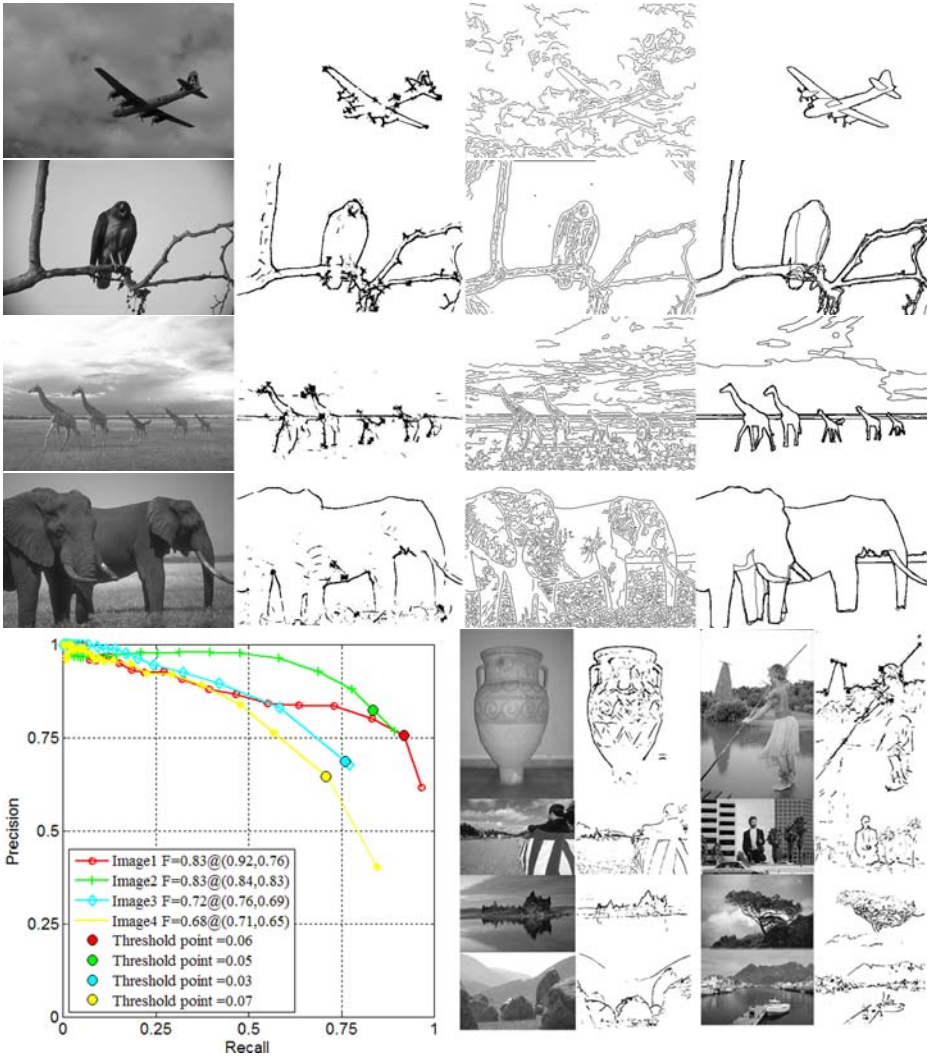 1
0.75
0.5
0.25
0
Precision
Image1 F=0.83@(0.92,0.76)
Image2 F=0.83@(0.84,0.83)
Image3 F=0.72@(0.76,0.69)
Image4 F=0.68@(0.71,0.65)
Threshold point =0.06
Threshold point =0.05
Threshold point =0.03
Threshold point =0.07
0 0.25 0.5 0.75 1
Recall